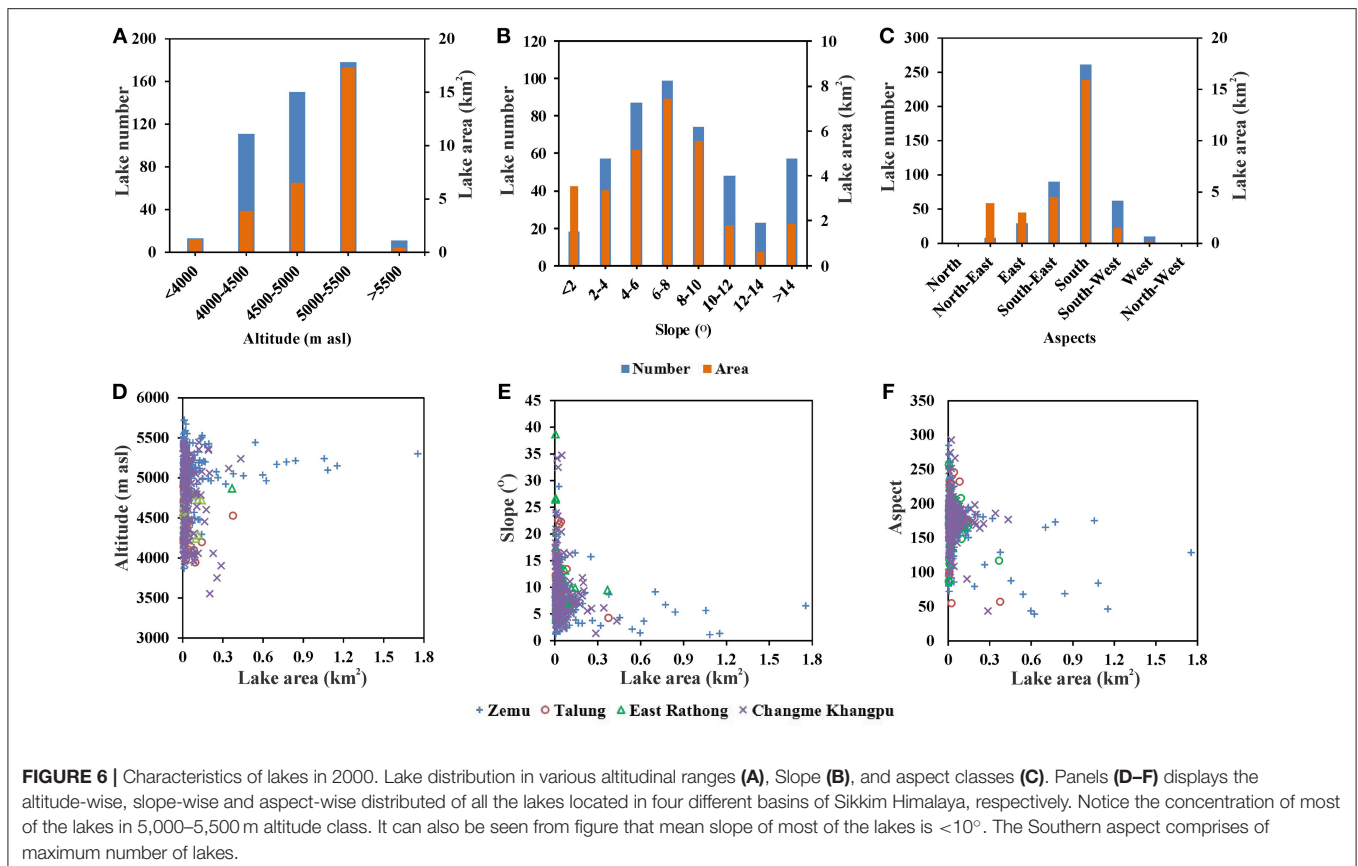 A
Lake number
200
160
120
80
40
0
20
15
10
5
0
Lake area (km²)
<4000
4000-4500
4500-5000
5000-5500
>5500
Altitude (m asl)
B
Lake number
120
100
80
60
40
20
0
10
8
6
4
2
0
Lake area (km²)
<2
2-4
4-6
6-8
8-10
10-12
12-14
>14
Slope (°)
C
Lake number
300
250
200
150
100
50
0
20
15
10
5
0
Lake area (km²)
North
North-East
East
South-East
South
South-West
West
North-West
Aspects
Number Area
D
Altitude (m asl)
6000
5500
5000
4500
4000
3500
3000
0 0.3 0.6 0.9 1.2 1.5 1.8
Lake area (km²)
E
Slope (°)
45
40
35
30
25
20
15
10
5
0
0 0.3 0.6 0.9 1.2 1.5 1.8
Lake area (km²)
F
Aspect
350
300
250
200
150
100
50
0
0 0.3 0.6 0.9 1.2 1.5 1.8
Lake area (km²)
Zemu Talung East Rathong Changme Khangpu
FIGURE 6 | Characteristics of lakes in 2000. Lake distribution in various altitudinal ranges (A), Slope (B), and aspect classes (C). Panels (D–F) displays the
altitude-wise, slope-wise and aspect-wise distributed of all the lakes located in four different basins of Sikkim Himalaya, respectively. Notice the concentration of most
of the lakes in 5,000–5,500 m altitude class. It can also be seen from figure that mean slope of most of the lakes is <10°. The Southern aspect comprises of
maximum number of lakes.